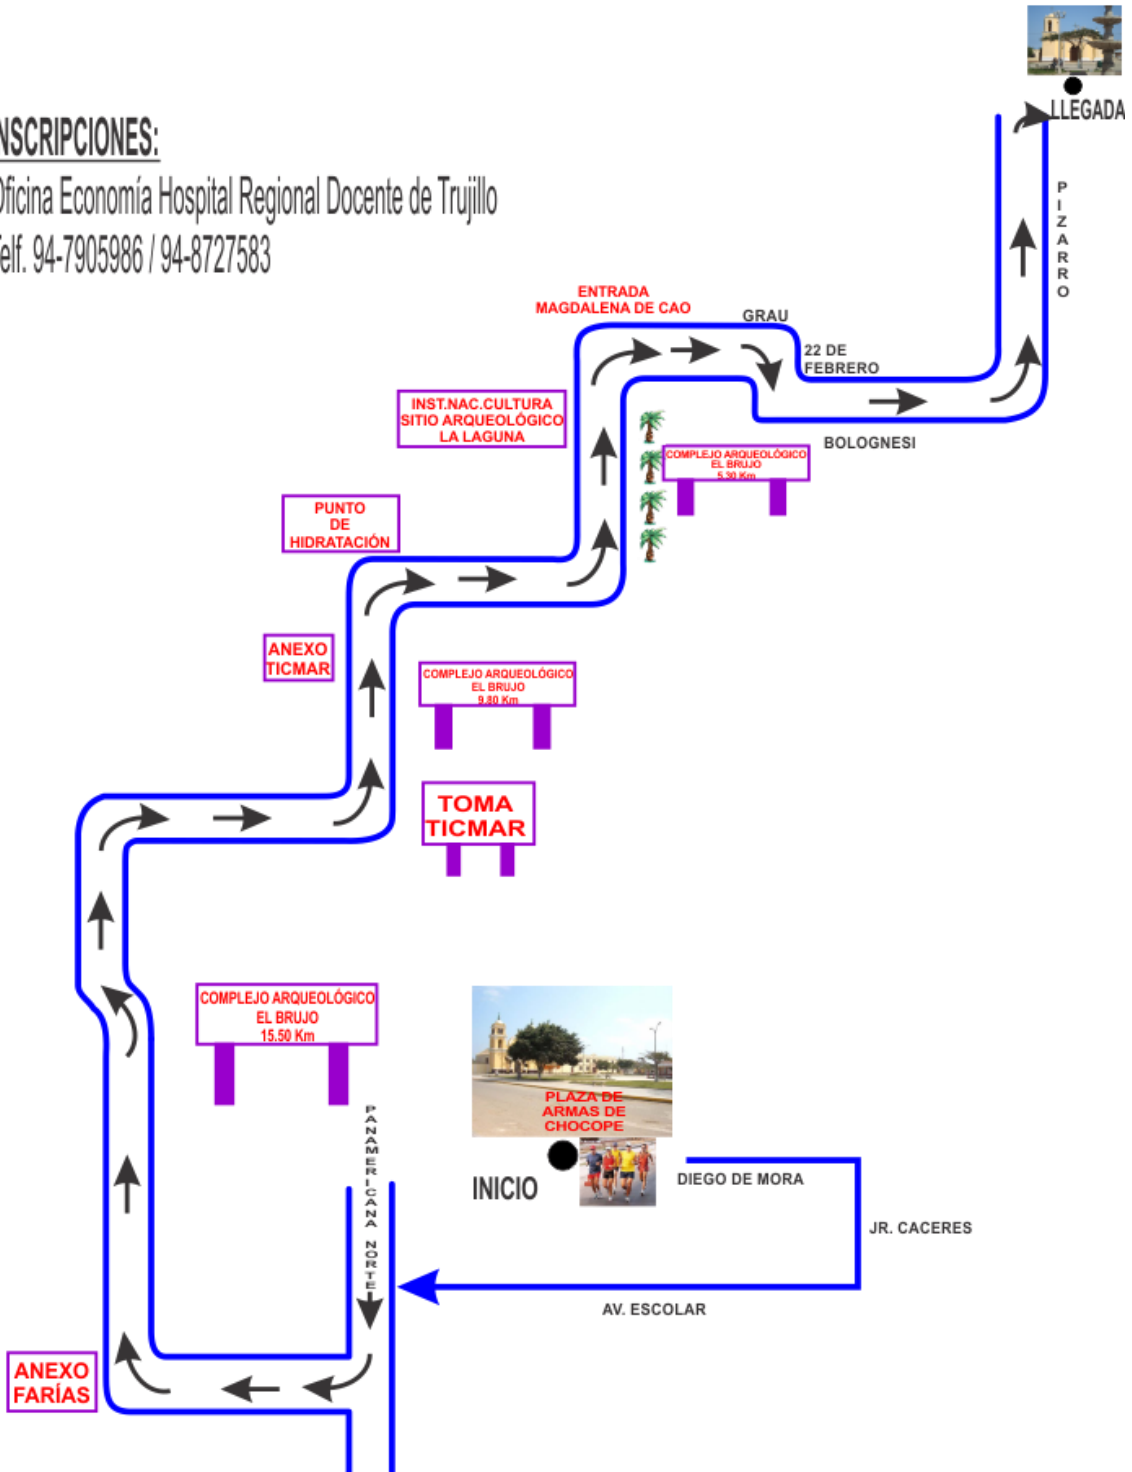 LLEGADA
NSCRIPCIONES:
Oficina Economía Hospital Regional Docente de Trujillo
Telf. 94-7905986 / 94-8727583
PIZARRO
ENTRADA
MAGDALENA DE CAO
GRAU
22 DE
FEBRERO
INST.NAC.CULTURA
SITIO ARQUEOLÓGICO
LA LAGUNA
BOLOGNESI
COMPLEJO ARQUEOLÓGICO
EL BRUJO
5.30 Km
PUNTO
DE
HIDRATACIÓN
ANEXO
TICMAR
COMPLEJO ARQUEOLÓGICO
EL BRUJO
9.80 Km
TOMA
TICMAR
COMPLEJO ARQUEOLÓGICO
EL BRUJO
15.50 Km
PLAZA DE
ARMAS DE
CHOCOPE
PANAMERICANA NORTE
INICIO
DIEGO DE MORA
JR. CACERES
AV. ESCOLAR
ANEXO
FARÍAS